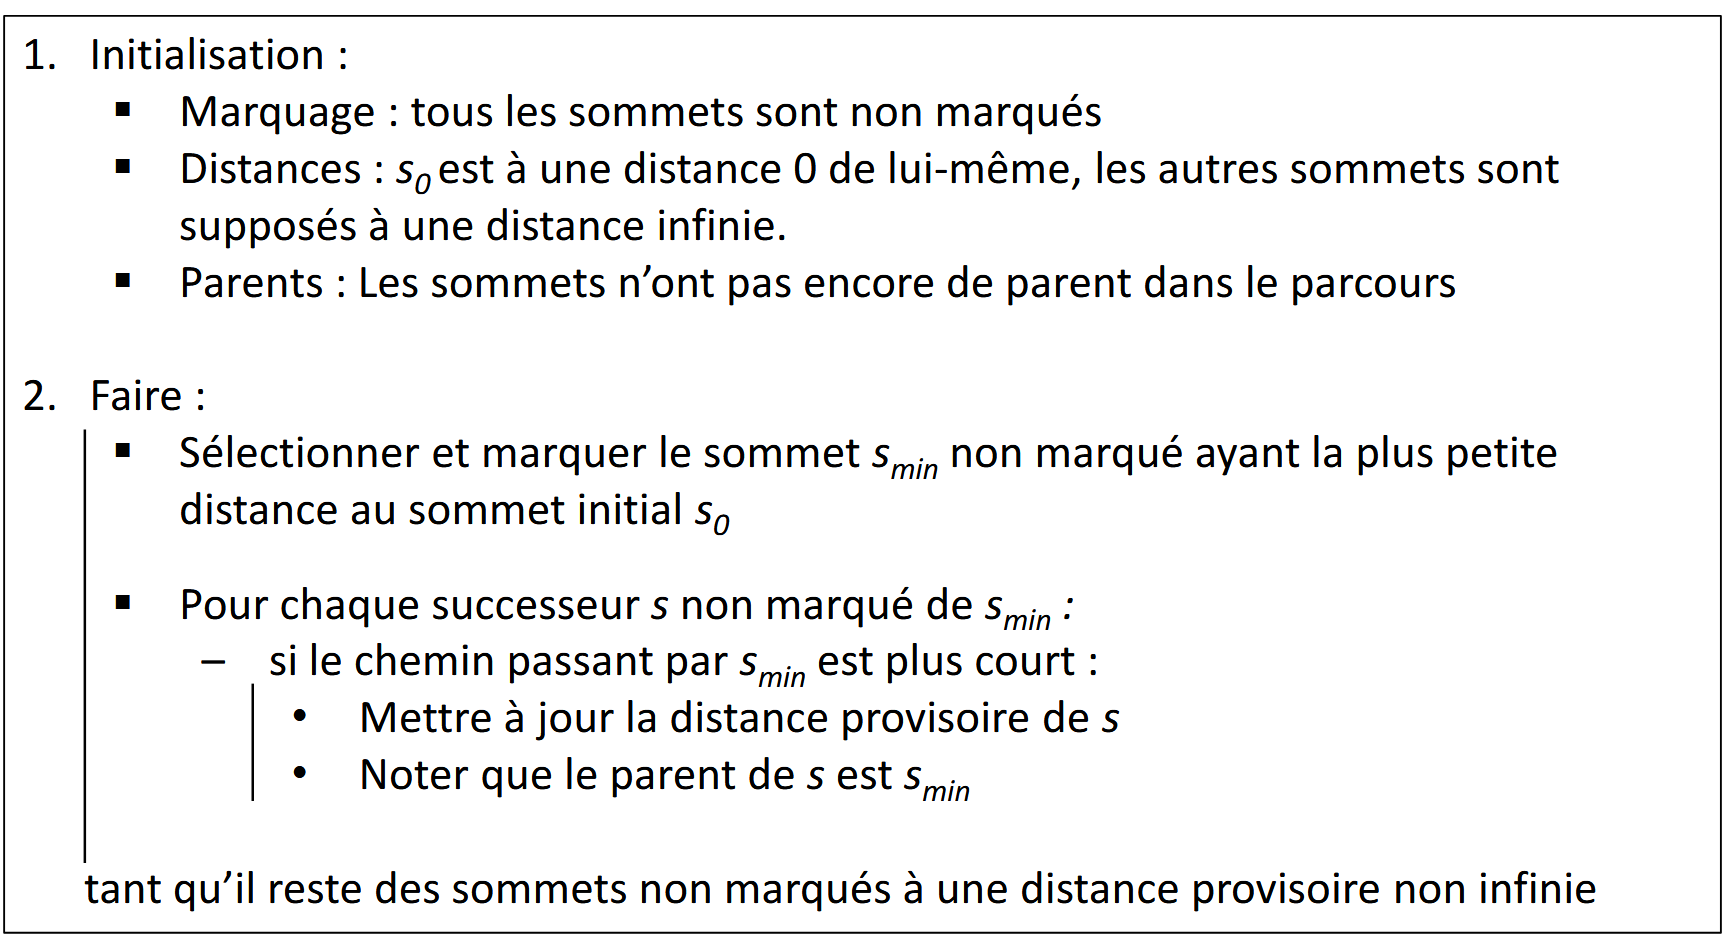 1. Initialisation :
▪ Marquage : tous les sommets sont non marqués
▪ Distances : s0 est à une distance 0 de lui-même, les autres sommets sont
supposés à une distance infinie.
▪ Parents : Les sommets n’ont pas encore de parent dans le parcours
2. Faire :
▪ Sélectionner et marquer le sommet smin non marqué ayant la plus petite
distance au sommet initial s0
▪ Pour chaque successeur s non marqué de smin :
– si le chemin passant par smin est plus court :
• Mettre à jour la distance provisoire de s
• Noter que le parent de s est smin
tant qu’il reste des sommets non marqués à une distance provisoire non infinie